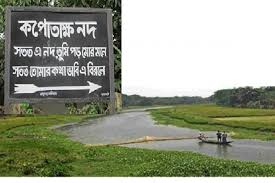 কপোতাক্ষ নদ
সতত হে নদ তুমি পড় মোর মনে
সতত তোমার কথা ভাবি এ বিরলে